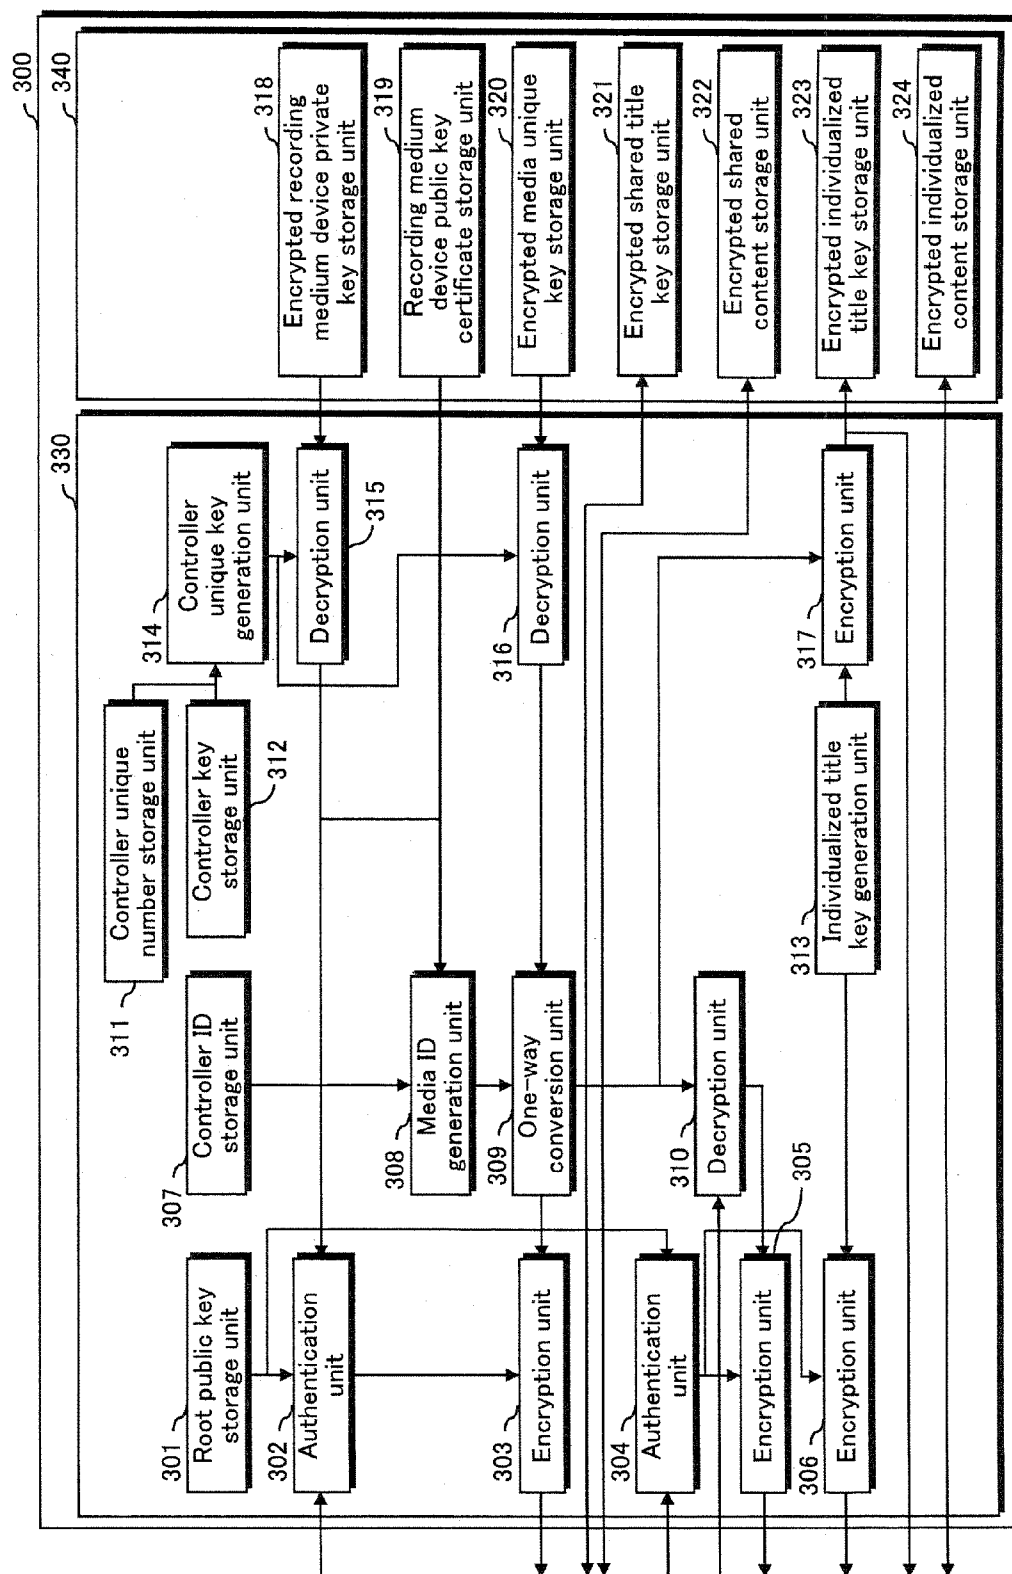 300
340
318
Encrypted recording
medium device private
key storage unit
319
Recording medium
device public key
certificate storage unit
320
Encrypted media unique
key storage unit
321
Encrypted shared title
key storage unit
322
Encrypted shared
content storage unit
323
Encrypted individualized
title key storage unit
324
Encrypted individualized
content storage unit
330
314
Controller
unique key
generation unit
Decryption unit
315
316
Decryption unit
317
Encryption unit
311
Controller unique
number storage unit
Controller key
storage unit
312
313
Individualized title
key generation unit
307
Controller ID
storage unit
308
Media ID
generation unit
309
One-way
conversion unit
310
Decryption unit
301
Root public key
storage unit
302
Authentication
unit
303
Encryption unit
304
Authentication
unit
305
Encryption unit
306
Encryption unit